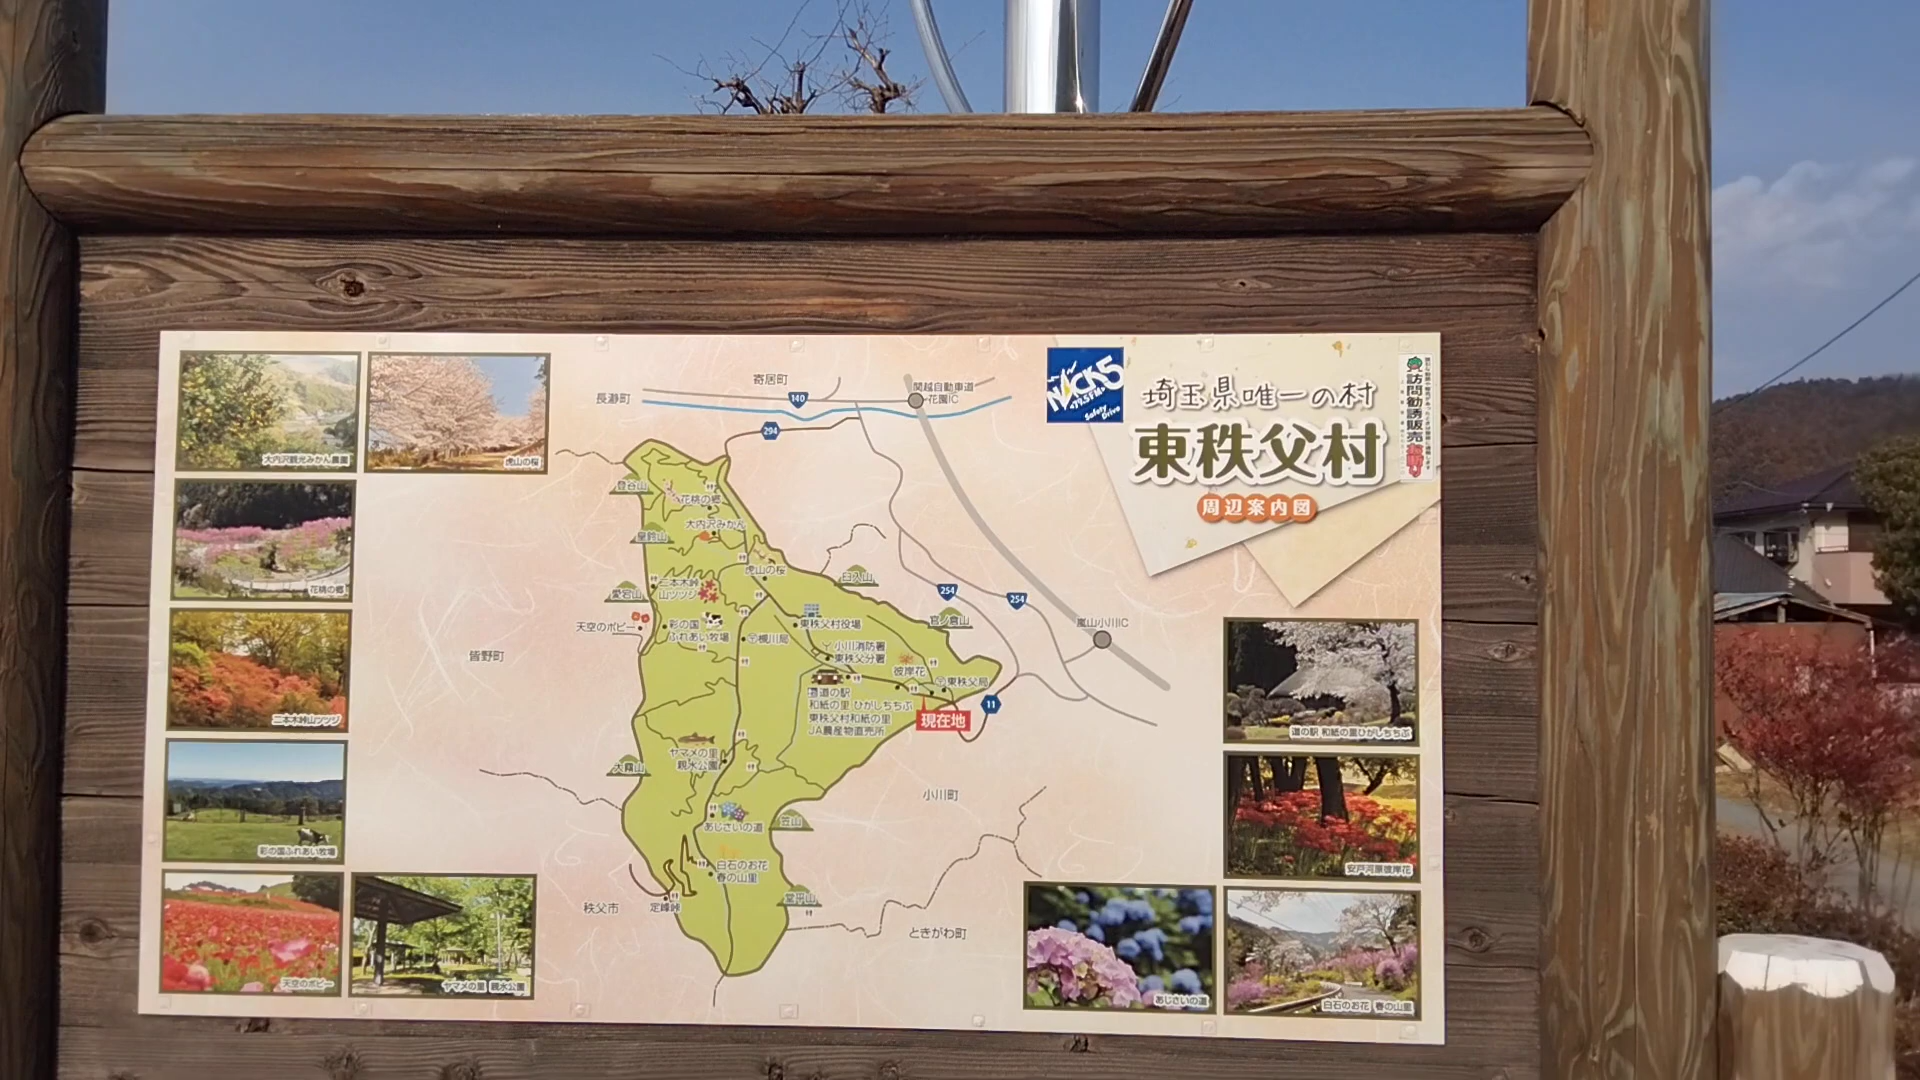 NACK5
79.5FM
Safety Drive
埼玉県唯一の村
東秩父村
周辺案内図
訪問勧誘販売
大内沢観光みかん農園
虎山の桜
花桃の郷
二本木峠山ツツジ
彩の国ふれあい牧場
天空のポピー
ヤマメの里 親水公園
寄居町
長瀞町
140
関越自動車道
花園IC
294
登谷山
花桃の郷
大内沢みかん
皇鈴山
虎山の桜
二本木峠
山ツツジ
愛宕山
臼入山
254
254
官ノ倉山
天空のポピー
彩の国
ふれあい牧場
槻川局
東秩父村役場
小川消防署
東秩父分署
嵐山小川IC
皆野町
彼岸花
東秩父局
道の駅
和紙の里 ひがしちちぶ
東秩父村和紙の里
JA農産物直売所
現在地
11
ヤマメの里
親水公園
大霧山
小川町
あじさいの道
笠山
白石のお花
春の山里
堂平山
定峰峠
秩父市
ときがわ町
道の駅 和紙の里ひがしちちぶ
安戸河原彼岸花
あじさいの道
白石のお花 春の山里